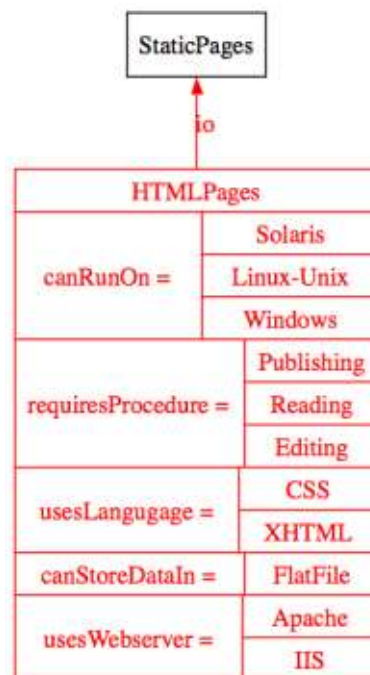 StaticPages
io
HTMLPages
canRunOn =
Solaris
Linux-Unix
Windows
requiresProcedure =
Publishing
Reading
Editing
usesLangugage =
CSS
XHTML
canStoreDataIn =
FlatFile
usesWebserver =
Apache
IIS